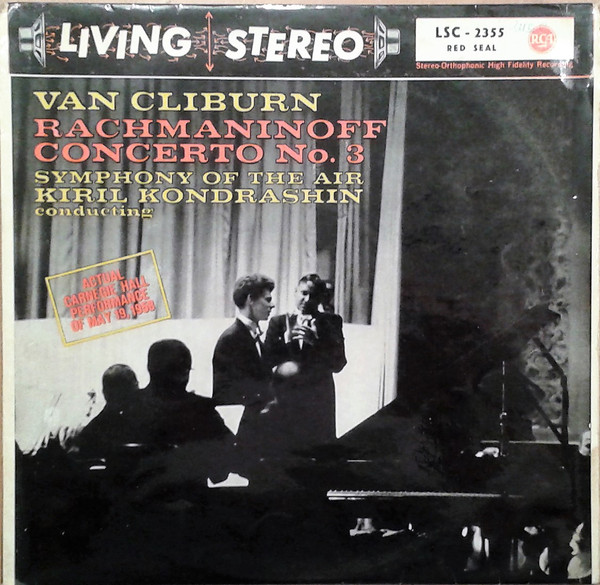 LIVING STEREO
LSC - 2355
RED SEAL
RCA
Stereo-Orthophonic High Fidelity Recording
VAN CLIBURN
RACHMANINOFF
CONCERTO No. 3
SYMPHONY OF THE AIR
KIRIL KONDRASHIN
conducting
ACTUAL
CARNEGIE HALL
PERFORMANCE
OF MAY 19, 1958